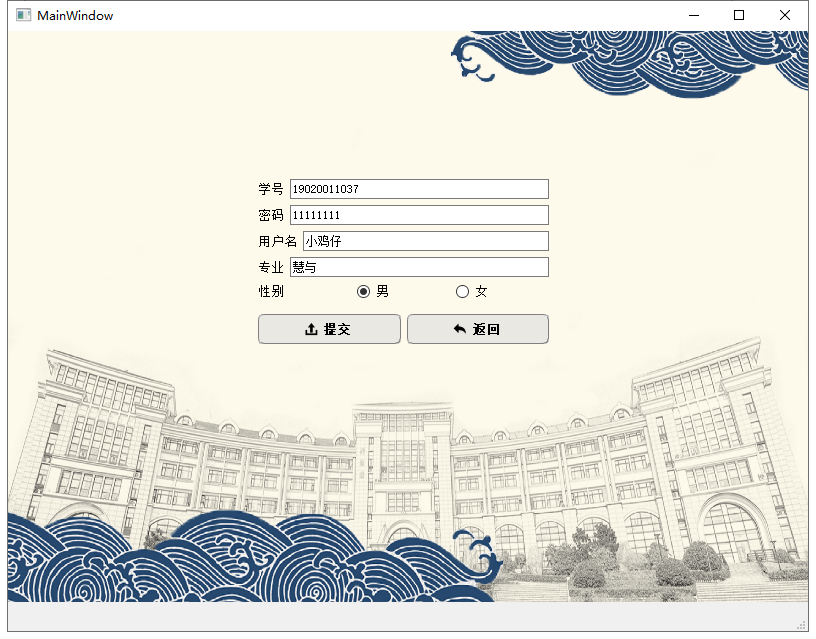 MainWindow
学号 19020011037
密码 11111111
用户名 小鸡仔
专业 慧与
性别 男 女
提交 返回